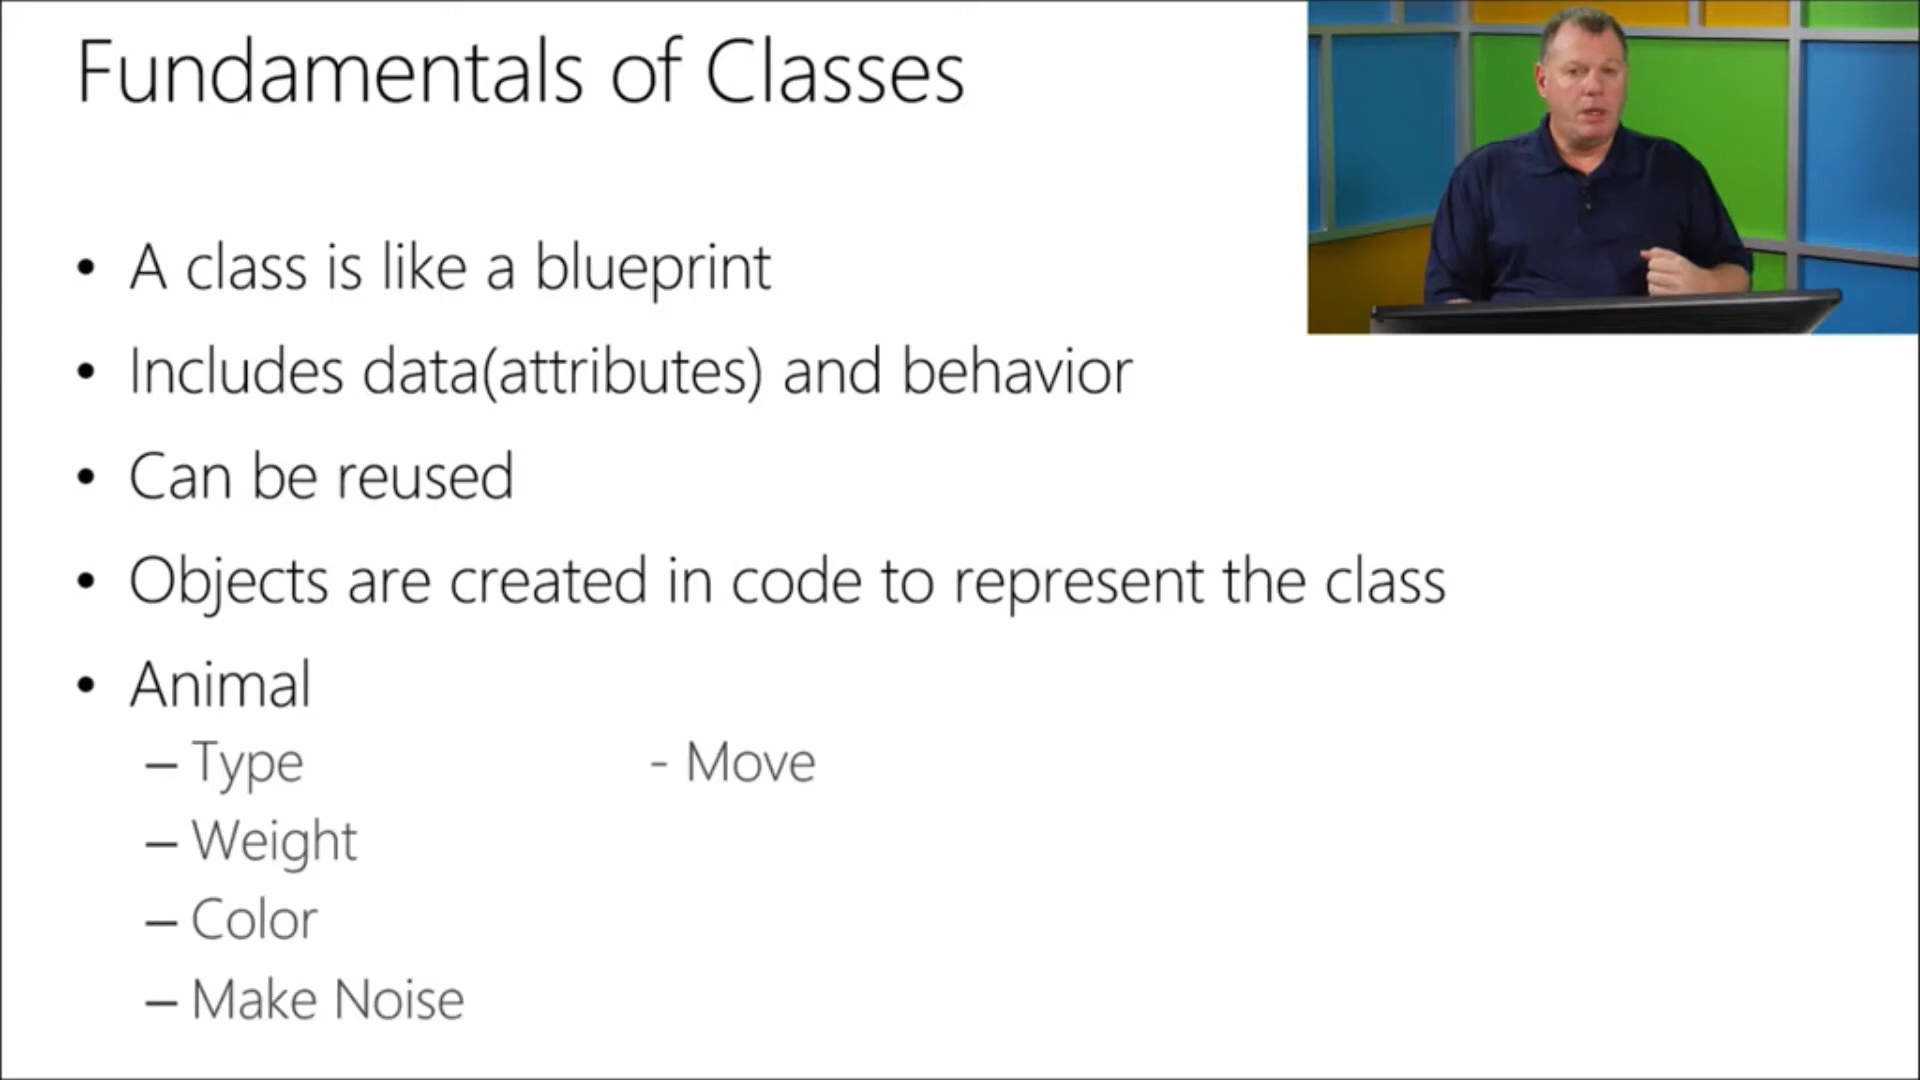 Fundamentals of Classes
• A class is like a blueprint
• Includes data(attributes) and behavior
• Can be reused
• Objects are created in code to represent the class
• Animal
– Type - Move
– Weight
– Color
– Make Noise